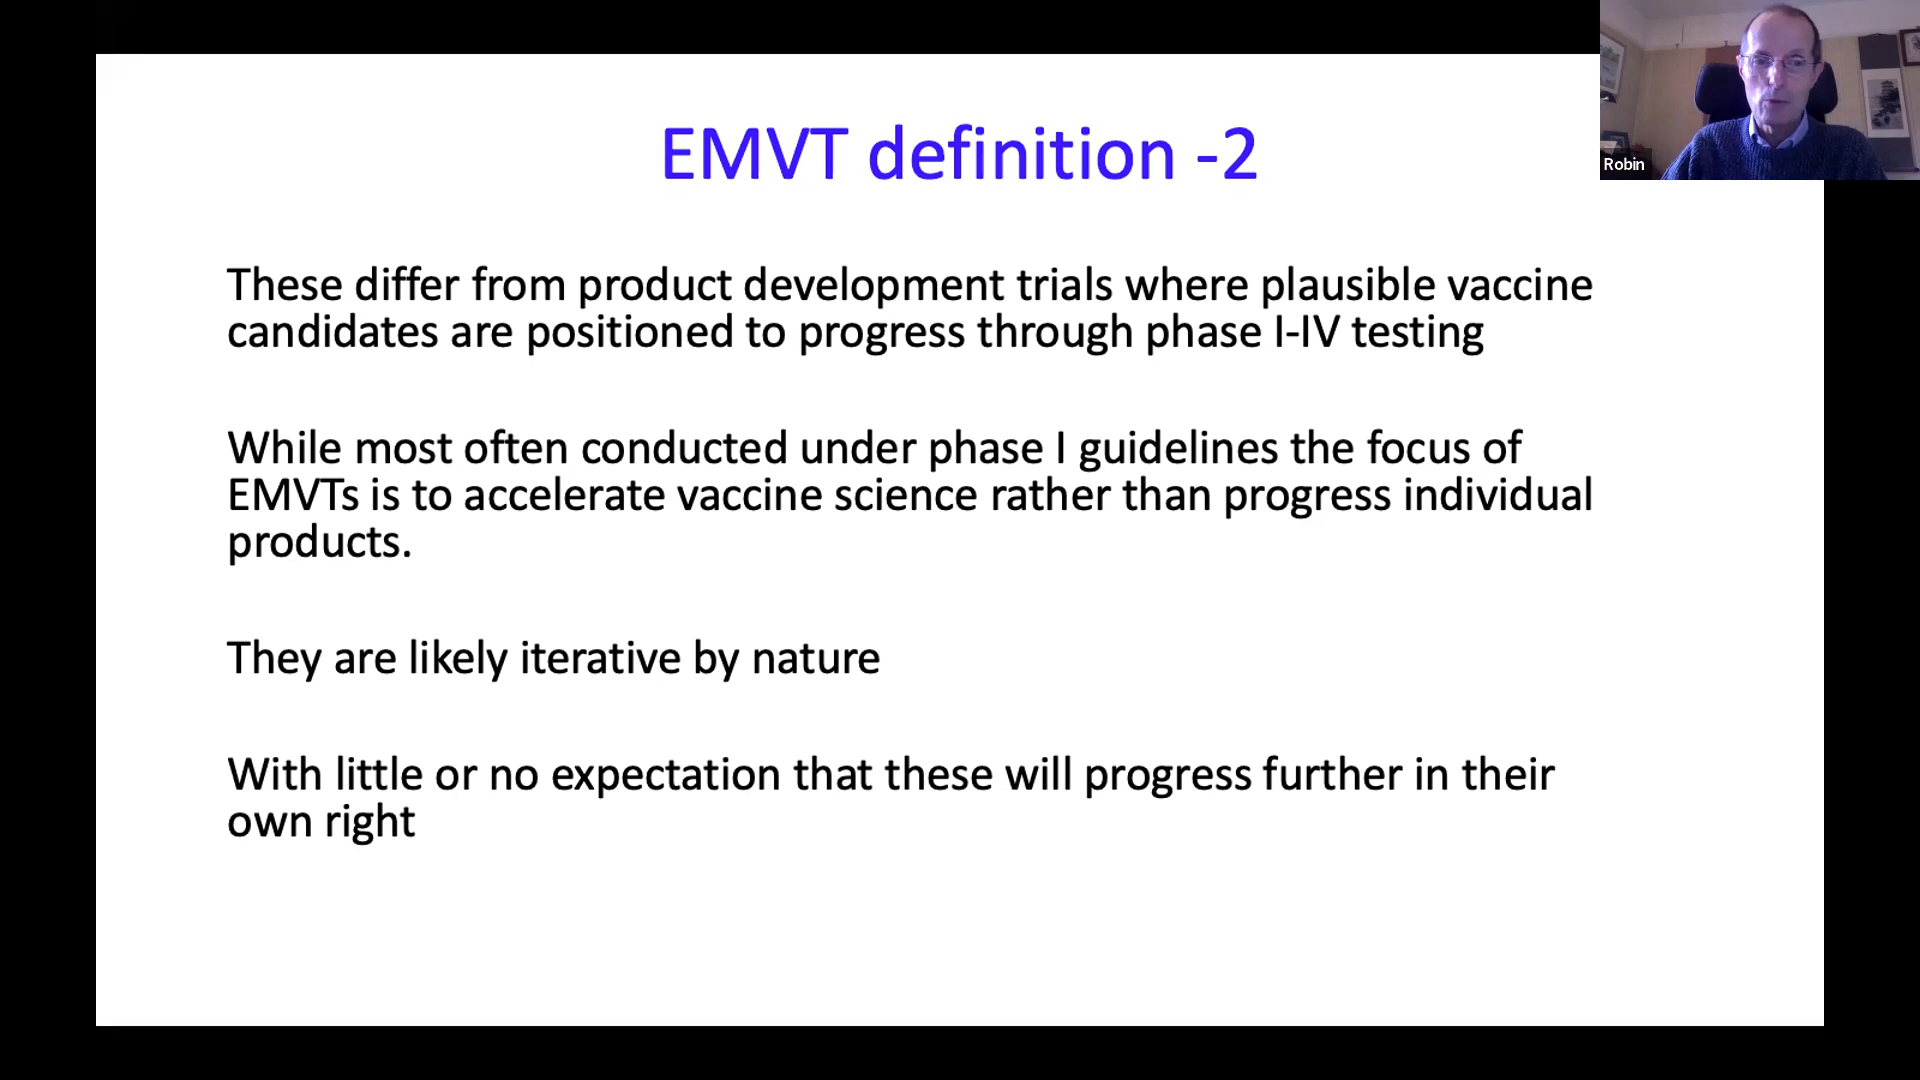 EMVT definition -2
Robin
These differ from product development trials where plausible vaccine
candidates are positioned to progress through phase I-IV testing
While most often conducted under phase I guidelines the focus of
EMVTs is to accelerate vaccine science rather than progress individual
products.
They are likely iterative by nature
With little or no expectation that these will progress further in their
own right